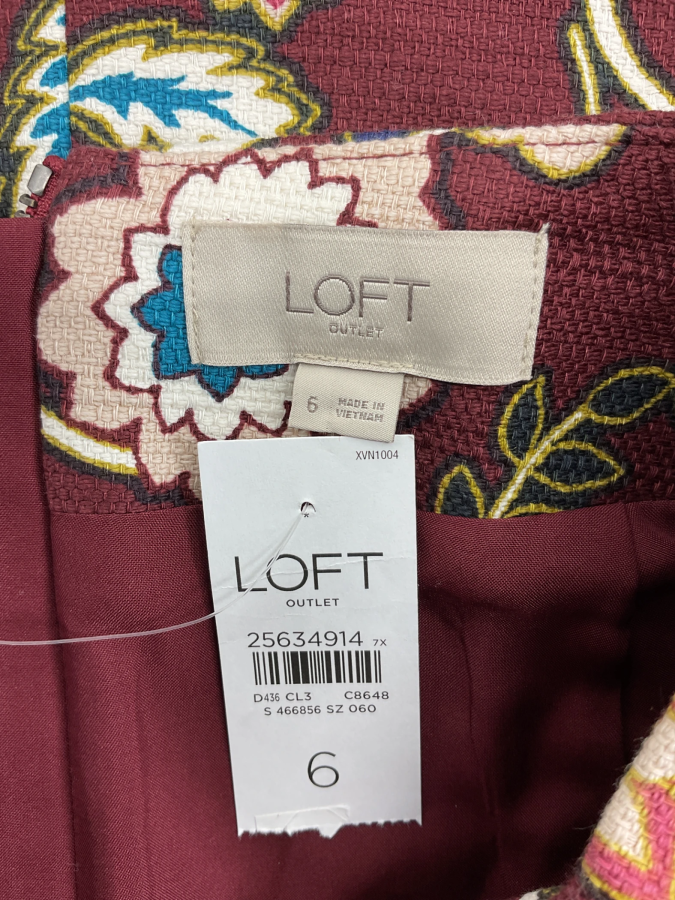 LOFT
OUTLET
6
MADE IN
VIETNAM
XVN1004
LOFT
OUTLET
25634914 7X
D436 CL3 C8648
S 466856 SZ 060
6